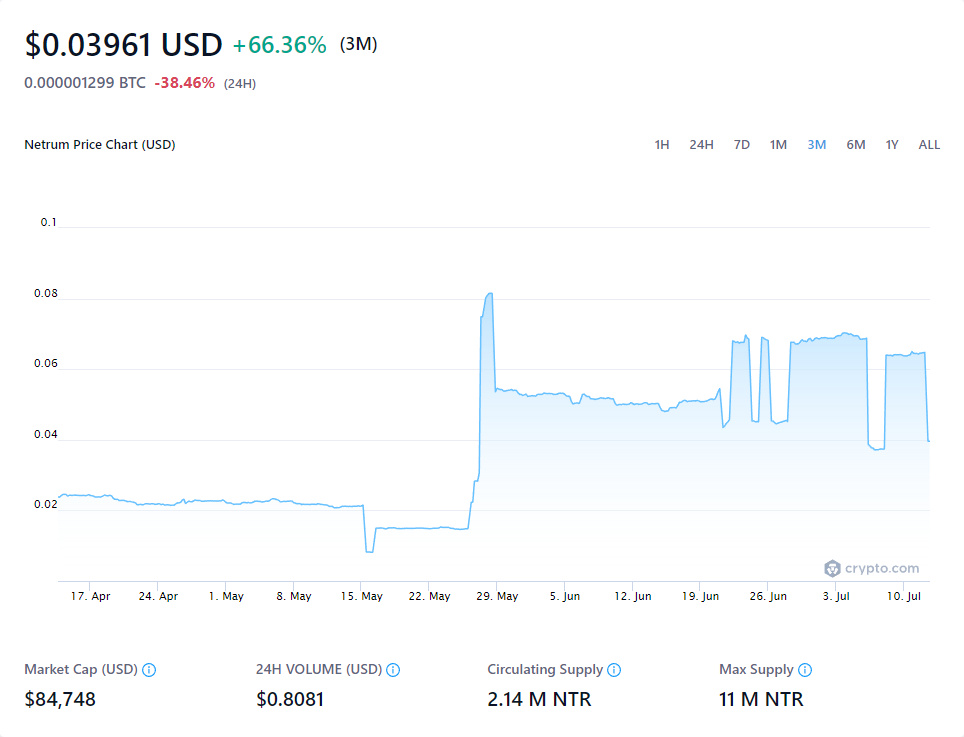 $0.03961 USD +66.36% (3M)
0.000001299 BTC -38.46% (24H)
Netrum Price Chart (USD) 1H 24H 7D 1M 3M 6M 1Y ALL
0.1
0.08
0.06
0.04
0.02
crypto.com
17. Apr 24. Apr 1. May 8. May 15. May 22. May 29. May 5. Jun 12. Jun 19. Jun 26. Jun 3. Jul 10. Jul
Market Cap (USD) 24H VOLUME (USD) Circulating Supply Max Supply
$84,748 $0.8081 2.14 M NTR 11 M NTR